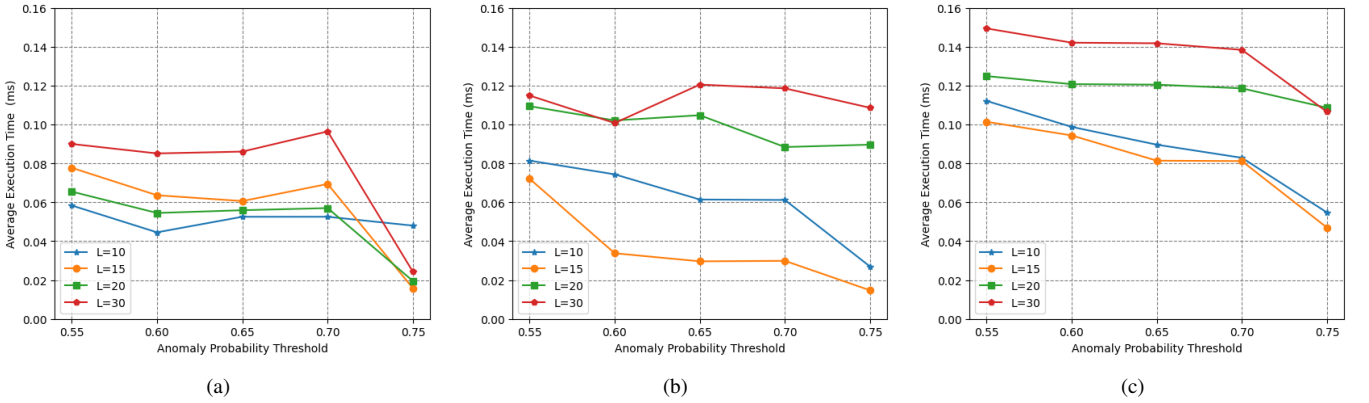 0.16
0.14
0.12
0.10
0.08
0.06
0.04
0.02
0.00
Average Execution Time (ms)
L=10
L=15
L=20
L=30
0.55 0.60 0.65 0.70 0.75
Anomaly Probability Threshold
(a)
0.16
0.14
0.12
0.10
0.08
0.06
0.04
0.02
0.00
Average Execution Time (ms)
L=10
L=15
L=20
L=30
0.55 0.60 0.65 0.70 0.75
Anomaly Probability Threshold
(b)
0.16
0.14
0.12
0.10
0.08
0.06
0.04
0.02
0.00
Average Execution Time (ms)
L=10
L=15
L=20
L=30
0.55 0.60 0.65 0.70 0.75
Anomaly Probability Threshold
(c)